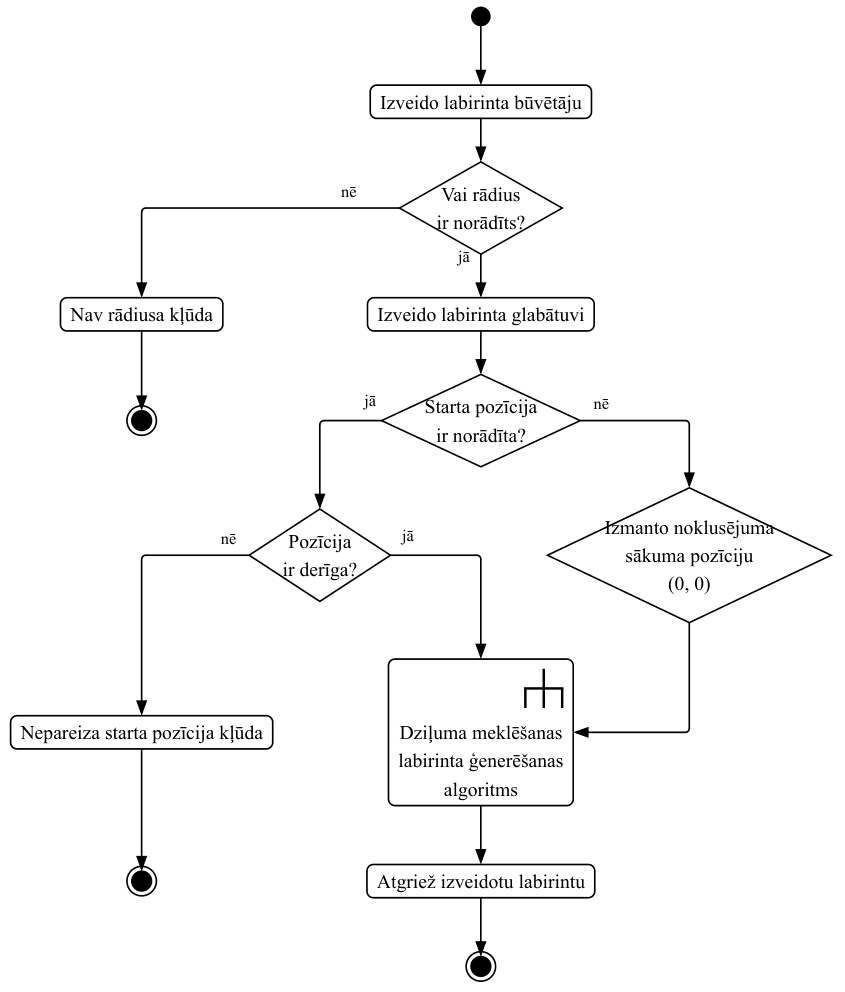 Izveido labirinta būvētāju
Vai rādius
ir norādīts?
nē
jā
Nav rādiusa kļūda
Izveido labirinta glabātuvi
Starta pozīcija
ir norādīta?
jā
nē
Pozīcija
ir derīga?
nē
jā
Izmanto noklusējuma
sākuma pozīciju
(0, 0)
Nepareiza starta pozīcija kļūda
Dziļuma meklēšanas
labirinta ģenerēšanas
algoritms
Atgriež izveidotu labirintu